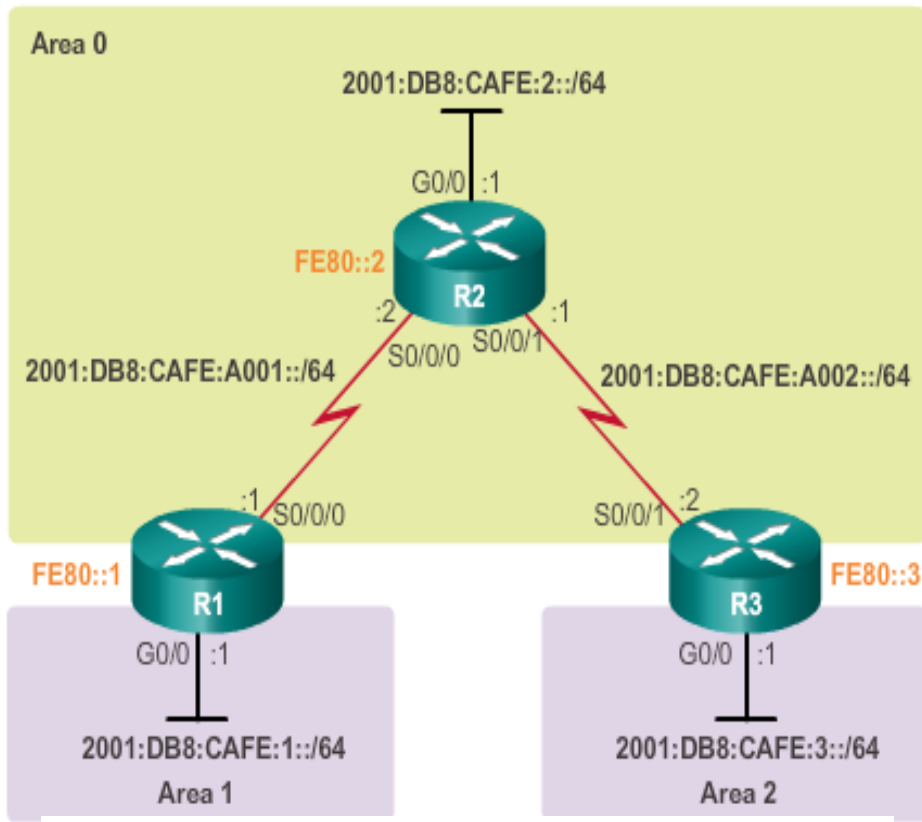 Area 0
2001:DB8:CAFE:2::/64
G0/0 :1
FE80::2
R2
:2 :1
S0/0/0 S0/0/1
2001:DB8:CAFE:A001::/64 2001:DB8:CAFE:A002::/64
:1 :2
S0/0/0 S0/0/1
FE80::1 FE80::3
R1 R3
G0/0 :1 G0/0 :1
2001:DB8:CAFE:1::/64 2001:DB8:CAFE:3::/64
Area 1 Area 2